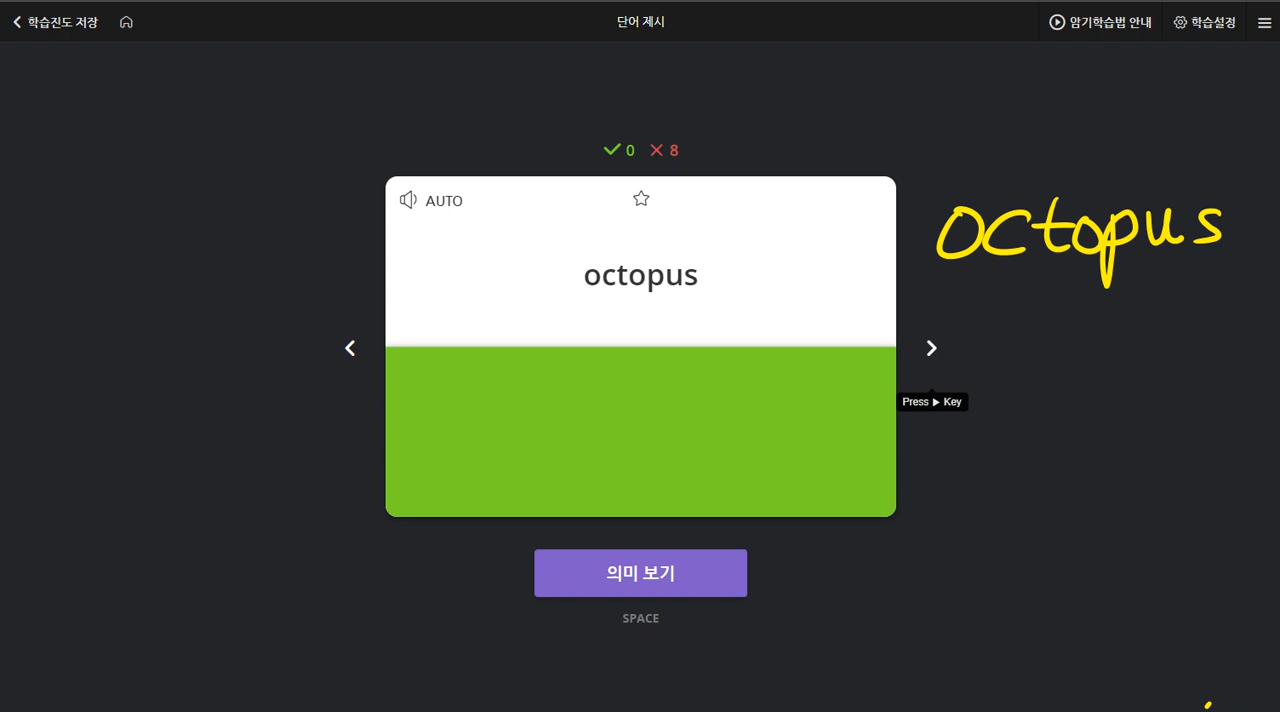 학습진도 저장
단어 제시
암기학습법 안내
학습설정
0 8
AUTO
octopus
octopus
Press ▶ Key
의미 보기
SPACE